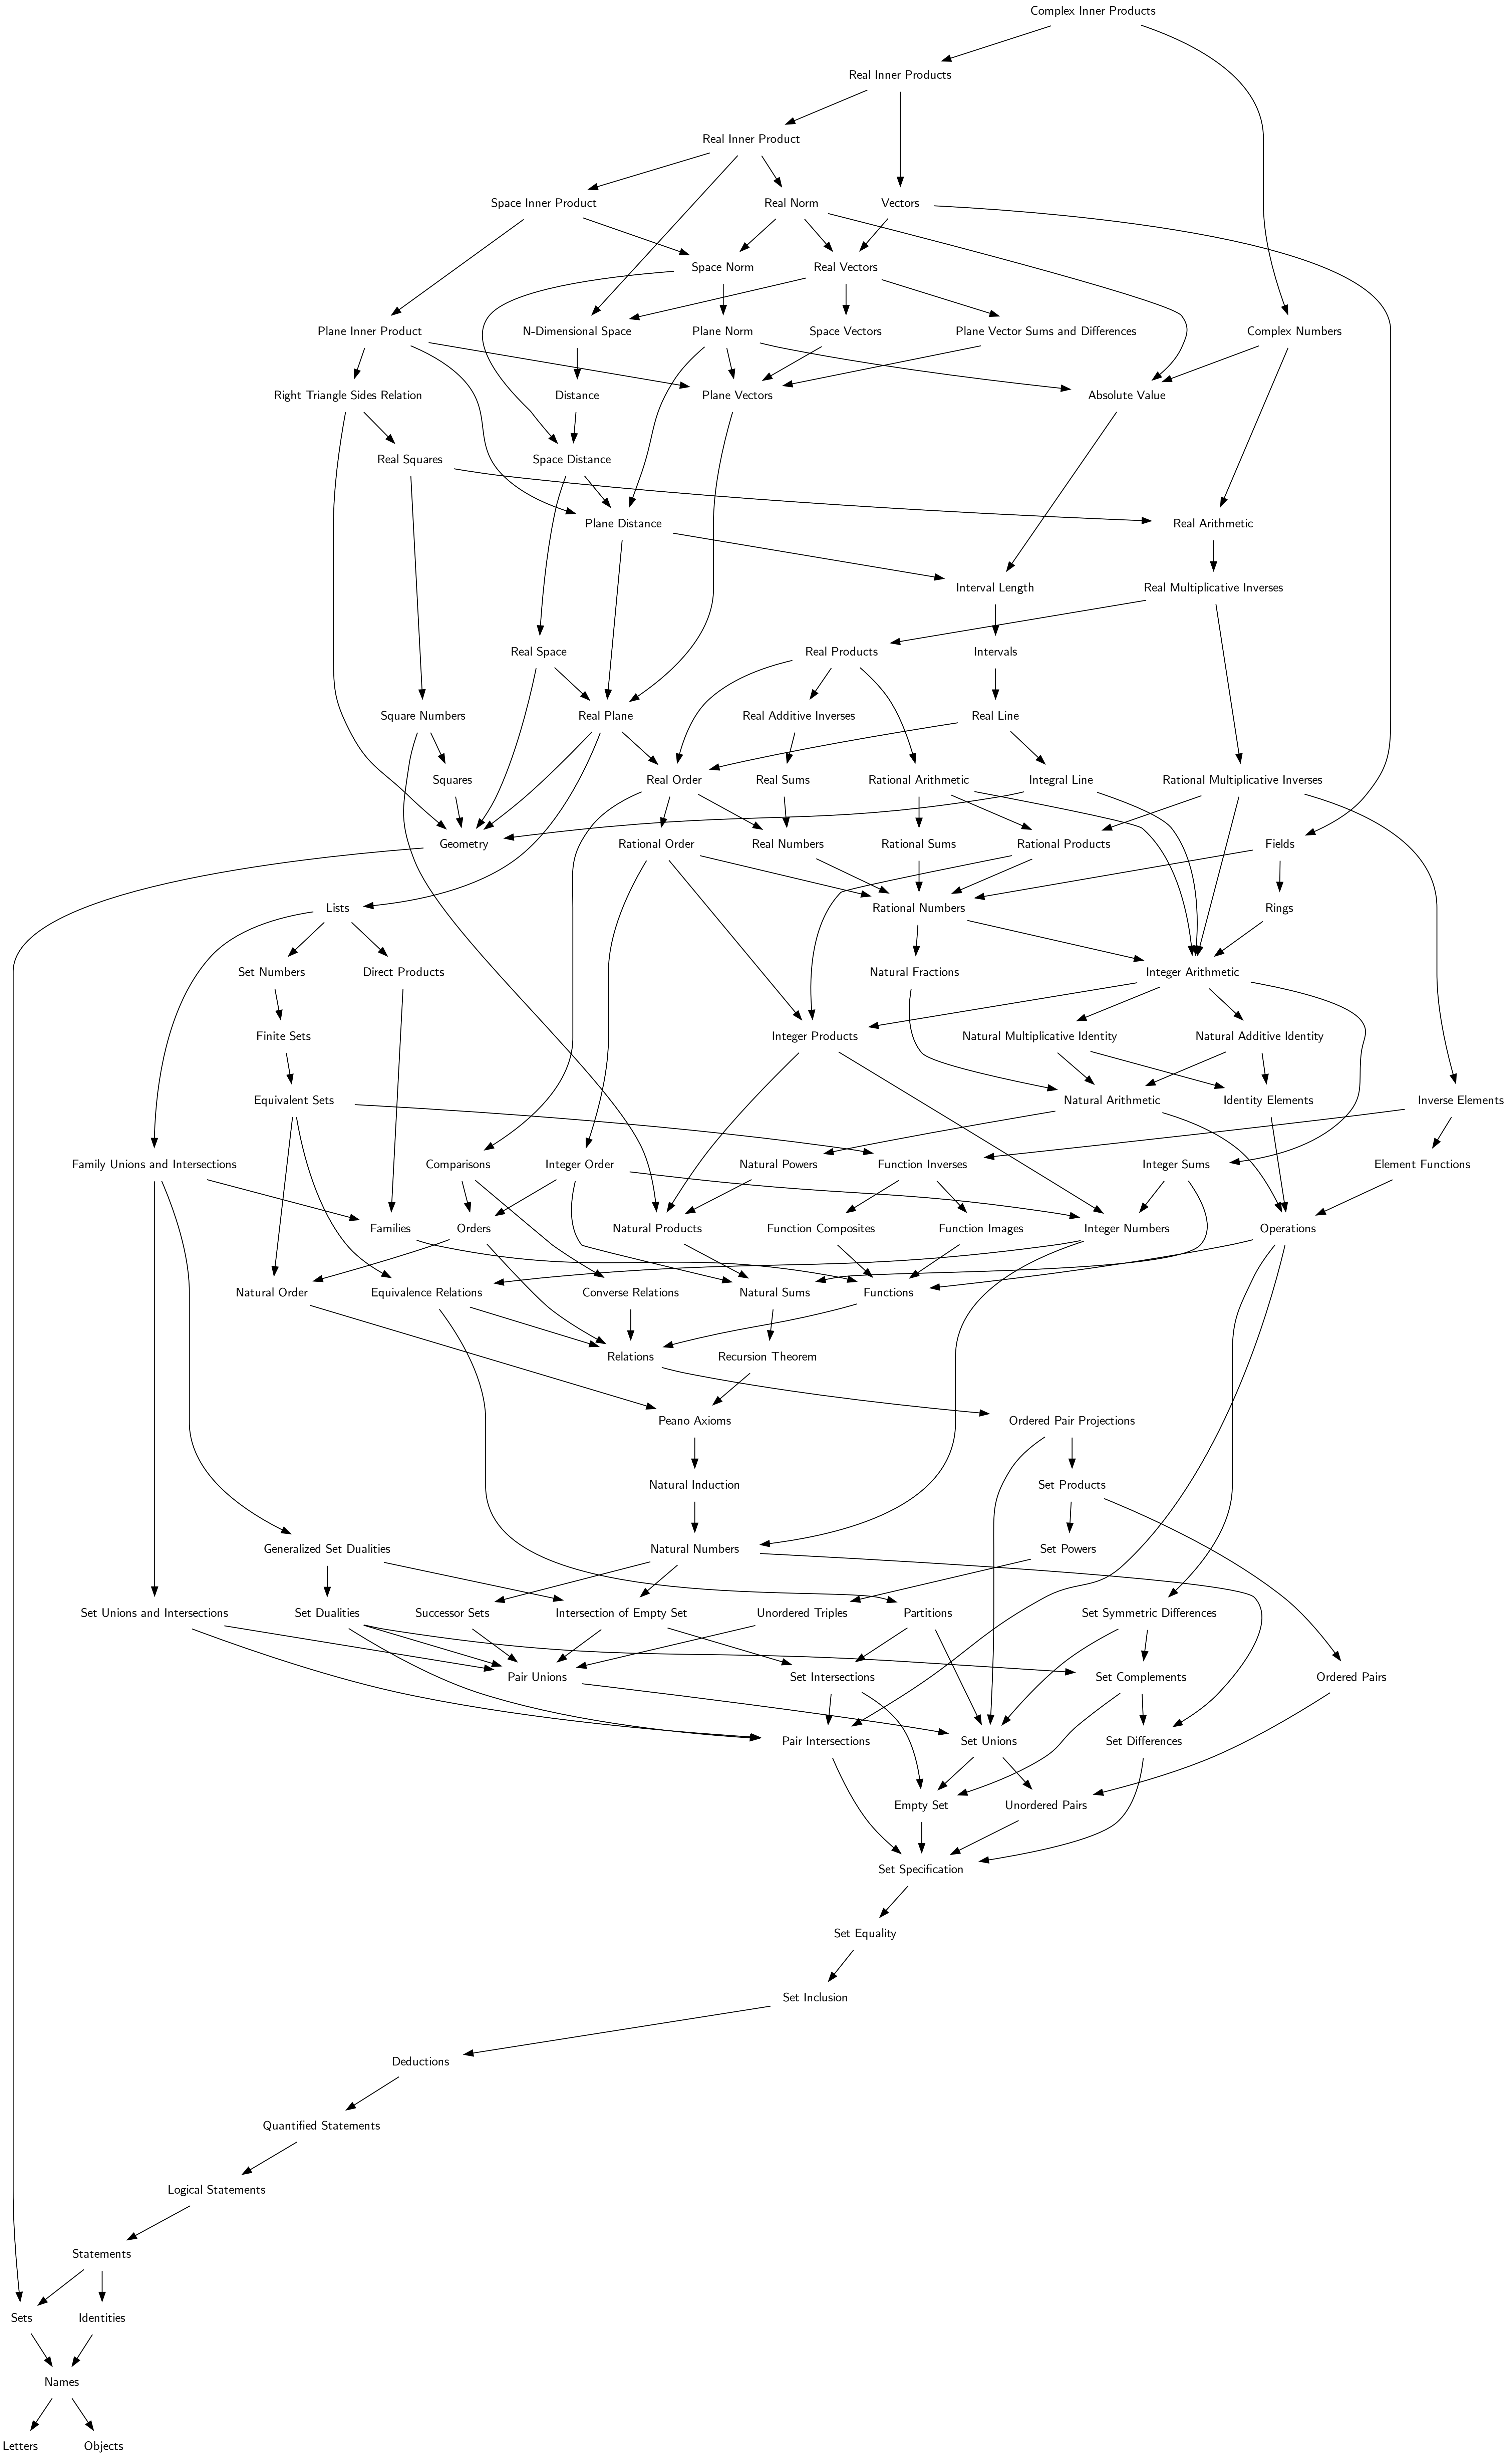 Complex Inner Products
Real Inner Products
Real Inner Product
Space Inner Product
Real Norm
Vectors
Space Norm
Real Vectors
Plane Inner Product
N-Dimensional Space
Plane Norm
Space Vectors
Plane Vector Sums and Differences
Complex Numbers
Right Triangle Sides Relation
Distance
Plane Vectors
Absolute Value
Real Squares
Space Distance
Plane Distance
Real Arithmetic
Interval Length
Real Multiplicative Inverses
Real Space
Real Products
Intervals
Square Numbers
Real Plane
Real Additive Inverses
Real Line
Squares
Real Order
Real Sums
Rational Arithmetic
Integral Line
Rational Multiplicative Inverses
Geometry
Rational Order
Real Numbers
Rational Sums
Rational Products
Fields
Lists
Rational Numbers
Rings
Set Numbers
Direct Products
Natural Fractions
Integer Arithmetic
Finite Sets
Integer Products
Natural Multiplicative Identity
Natural Additive Identity
Equivalent Sets
Natural Arithmetic
Identity Elements
Inverse Elements
Family Unions and Intersections
Comparisons
Integer Order
Natural Powers
Function Inverses
Integer Sums
Element Functions
Families
Orders
Natural Products
Function Composites
Function Images
Integer Numbers
Operations
Natural Order
Equivalence Relations
Converse Relations
Natural Sums
Functions
Relations
Recursion Theorem
Peano Axioms
Ordered Pair Projections
Natural Induction
Set Products
Generalized Set Dualities
Natural Numbers
Set Powers
Set Unions and Intersections
Set Dualities
Successor Sets
Intersection of Empty Set
Unordered Triples
Partitions
Set Symmetric Differences
Pair Unions
Set Intersections
Set Complements
Ordered Pairs
Pair Intersections
Set Unions
Set Differences
Empty Set
Unordered Pairs
Set Specification
Set Equality
Set Inclusion
Deductions
Quantified Statements
Logical Statements
Statements
Sets
Identities
Names
Letters
Objects